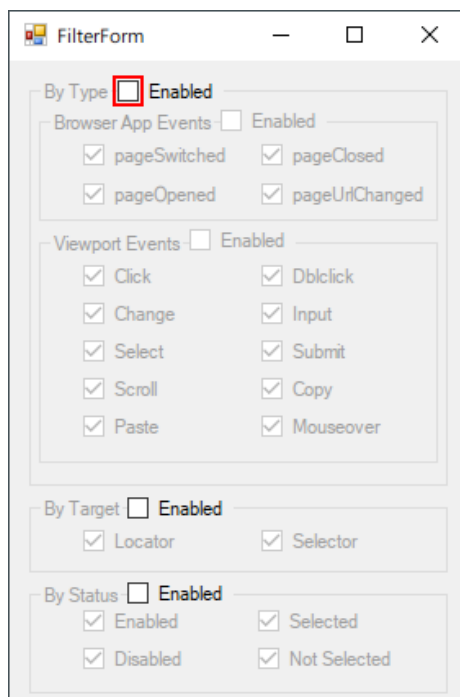 FilterForm
By Type Enabled
Browser App Events Enabled
pageSwitched pageClosed
pageOpened pageUrlChanged
Viewport Events Enabled
Click Dblclick
Change Input
Select Submit
Scroll Copy
Paste Mouseover
By Target Enabled
Locator Selector
By Status Enabled
Enabled Selected
Disabled Not Selected